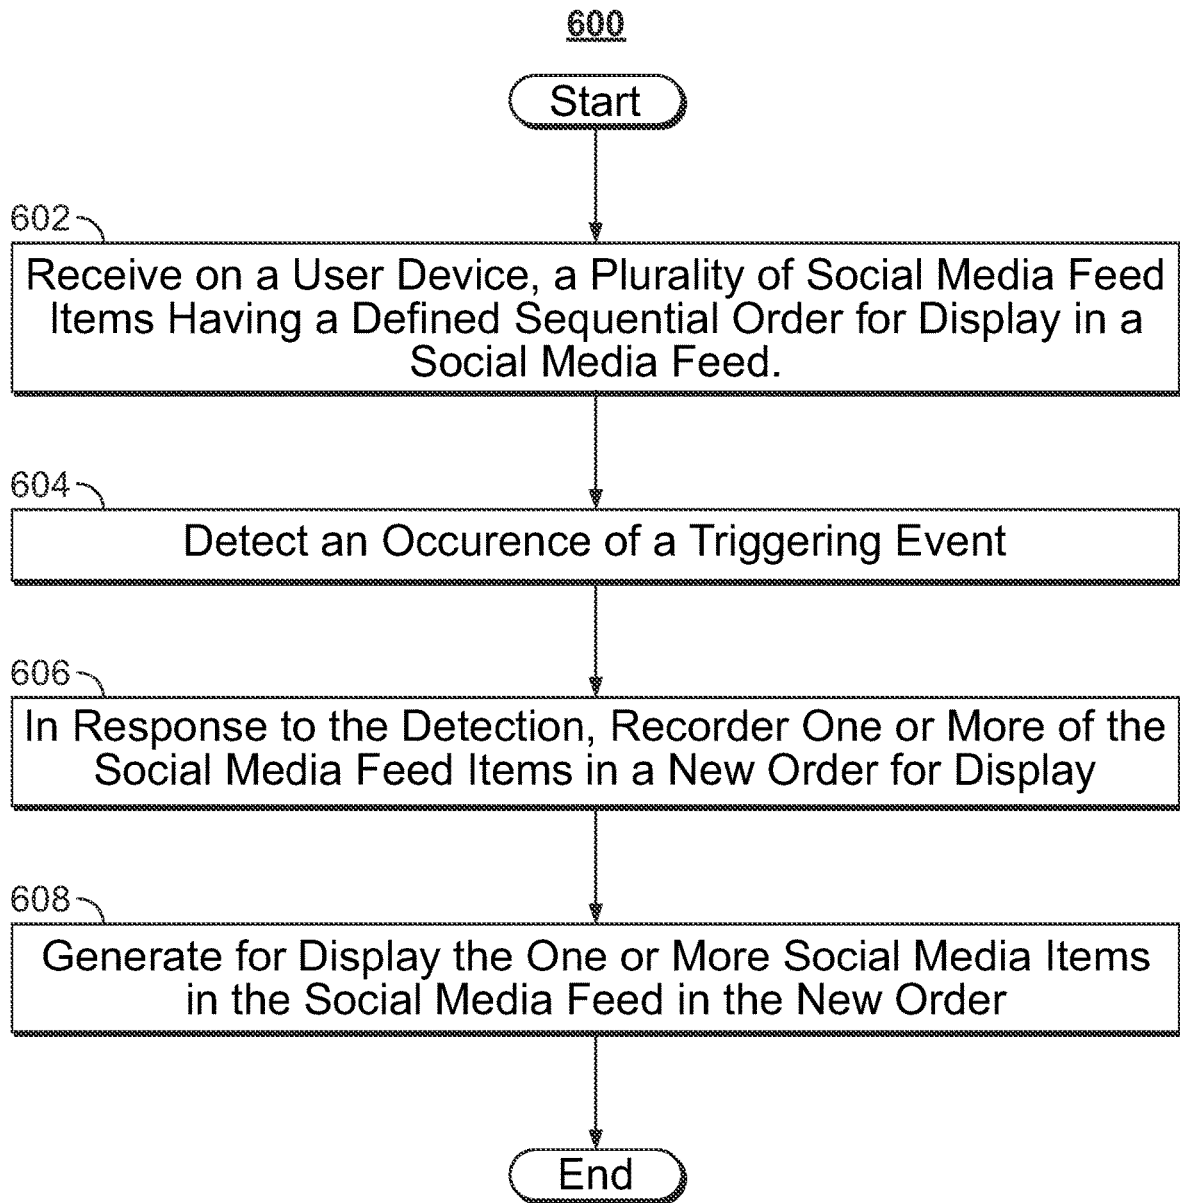 600
Start
602
Receive on a User Device, a Plurality of Social Media Feed
Items Having a Defined Sequential Order for Display in a
Social Media Feed.
604
Detect an Occurence of a Triggering Event
606
In Response to the Detection, Recorder One or More of the
Social Media Feed Items in a New Order for Display
608
Generate for Display the One or More Social Media Items
in the Social Media Feed in the New Order
End